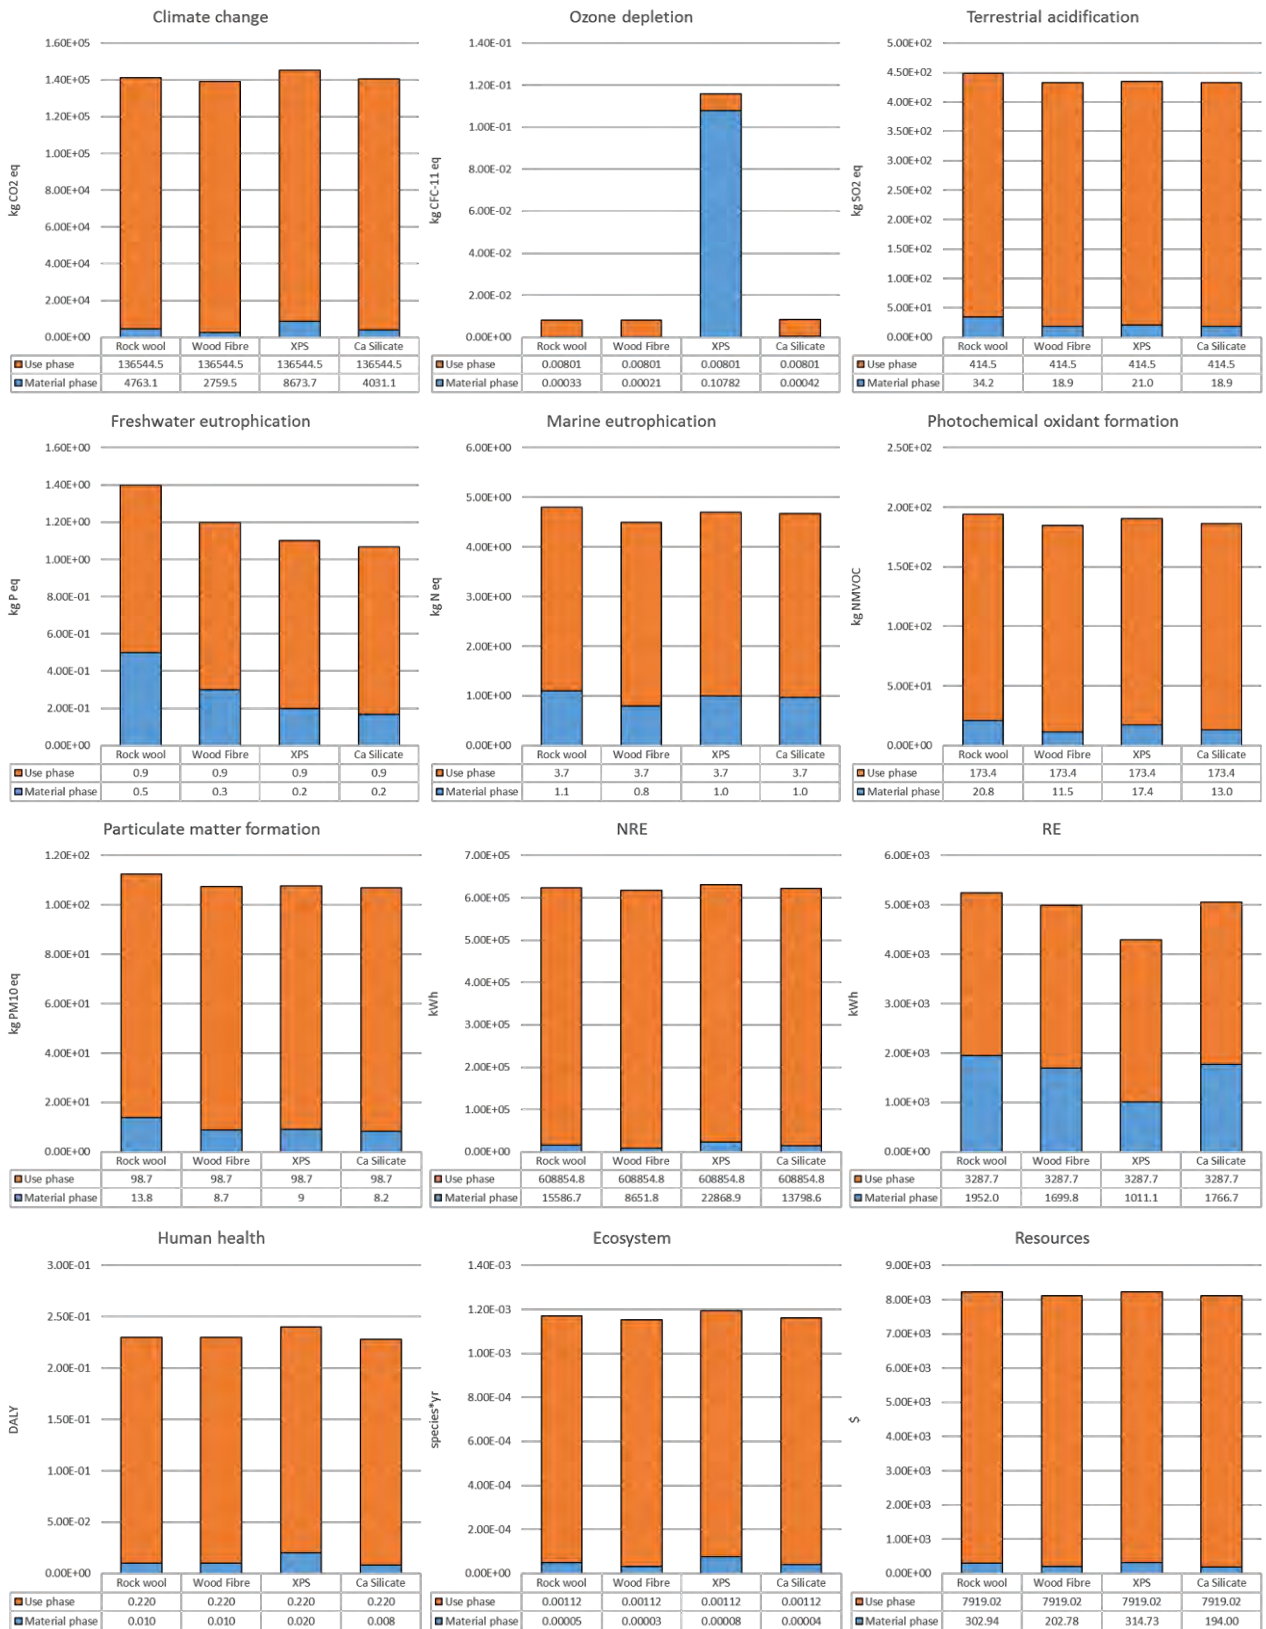 Climate change
Ozone depletion
Terrestrial acidification
kg CO2 eq
1.60E+05
1.40E+05
1.20E+05
1.00E+05
8.00E+04
6.00E+04
4.00E+04
2.00E+04
0.00E+00
Rock wool Wood Fibre XPS Ca Silicate
Use phase 136544.5 136544.5 136544.5 136544.5
Material phase 4763.1 2759.5 8673.7 4031.1
kg CFC-11 eq
1.40E-01
1.20E-01
1.00E-01
8.00E-02
6.00E-02
4.00E-02
2.00E-02
0.00E+00
Rock wool Wood Fibre XPS Ca Silicate
0.00801 0.00801 0.00801 0.00801
0.00033 0.00021 0.10782 0.00042
kg SO2 eq
5.00E+02
4.50E+02
4.00E+02
3.50E+02
3.00E+02
2.50E+02
2.00E+02
1.50E+02
1.00E+02
5.00E+01
0.00E+00
Rock wool Wood Fibre XPS Ca Silicate
Use phase 414.5 414.5 414.5 414.5
Material phase 34.2 18.9 21.0 18.9
Freshwater eutrophication
Marine eutrophication
Photochemical oxidant formation
kg P eq
1.60E+00
1.40E+00
1.20E+00
1.00E+00
8.00E-01
6.00E-01
4.00E-01
2.00E-01
0.00E+00
Rock wool Wood Fibre XPS Ca Silicate
Use phase 0.9 0.9 0.9 0.9
Material phase 0.5 0.3 0.2 0.2
kg N eq
6.00E+00
5.00E+00
4.00E+00
3.00E+00
2.00E+00
1.00E+00
0.00E+00
Rock wool Wood Fibre XPS Ca Silicate
Use phase 3.7 3.7 3.7 3.7
Material phase 1.1 0.8 1.0 1.0
kg NMVOC
2.50E+02
2.00E+02
1.50E+02
1.00E+02
5.00E+01
0.00E+00
Rock wool Wood Fibre XPS Ca Silicate
Use phase 173.4 173.4 173.4 173.4
Material phase 20.8 11.5 17.4 13.0
Particulate matter formation
NRE
RE
kg PM10 eq
1.20E+02
1.00E+02
8.00E+01
6.00E+01
4.00E+01
2.00E+01
0.00E+00
Rock wool Wood Fibre XPS Ca Silicate
Use phase 98.7 98.7 98.7 98.7
Material phase 13.8 8.7 9 8.2
kWh
7.00E+05
6.00E+05
5.00E+05
4.00E+05
3.00E+05
2.00E+05
1.00E+05
0.00E+00
Rock wool Wood Fibre XPS Ca Silicate
Use phase 608854.8 608854.8 608854.8 608854.8
Material phase 15586.7 8651.8 22868.9 13798.6
kWh
6.00E+03
5.00E+03
4.00E+03
3.00E+03
2.00E+03
1.00E+03
0.00E+00
Rock wool Wood Fibre XPS Ca Silicate
Use phase 3287.7 3287.7 3287.7 3287.7
Material phase 1952.0 1699.8 1011.1 1766.7
Human health
Ecosystem
Resources
DALY
3.00E-01
2.50E-01
2.00E-01
1.50E-01
1.00E-01
5.00E-02
0.00E+00
Rock wool Wood Fibre XPS Ca Silicate
Use phase 0.220 0.220 0.220 0.220
Material phase 0.010 0.010 0.020 0.008
species*yr
1.40E-03
1.20E-03
1.00E-03
8.00E-04
6.00E-04
4.00E-04
2.00E-04
0.00E+00
Rock wool Wood Fibre XPS Ca Silicate
Use phase 0.00112 0.00112 0.00112 0.00112
Material phase 0.00005 0.00003 0.00008 0.00004
$
9.00E+03
8.00E+03
7.00E+03
6.00E+03
5.00E+03
4.00E+03
3.00E+03
2.00E+03
1.00E+03
0.00E+00
Rock wool Wood Fibre XPS Ca Silicate
Use phase 7919.02 7919.02 7919.02 7919.02
Material phase 302.94 202.78 314.73 194.00